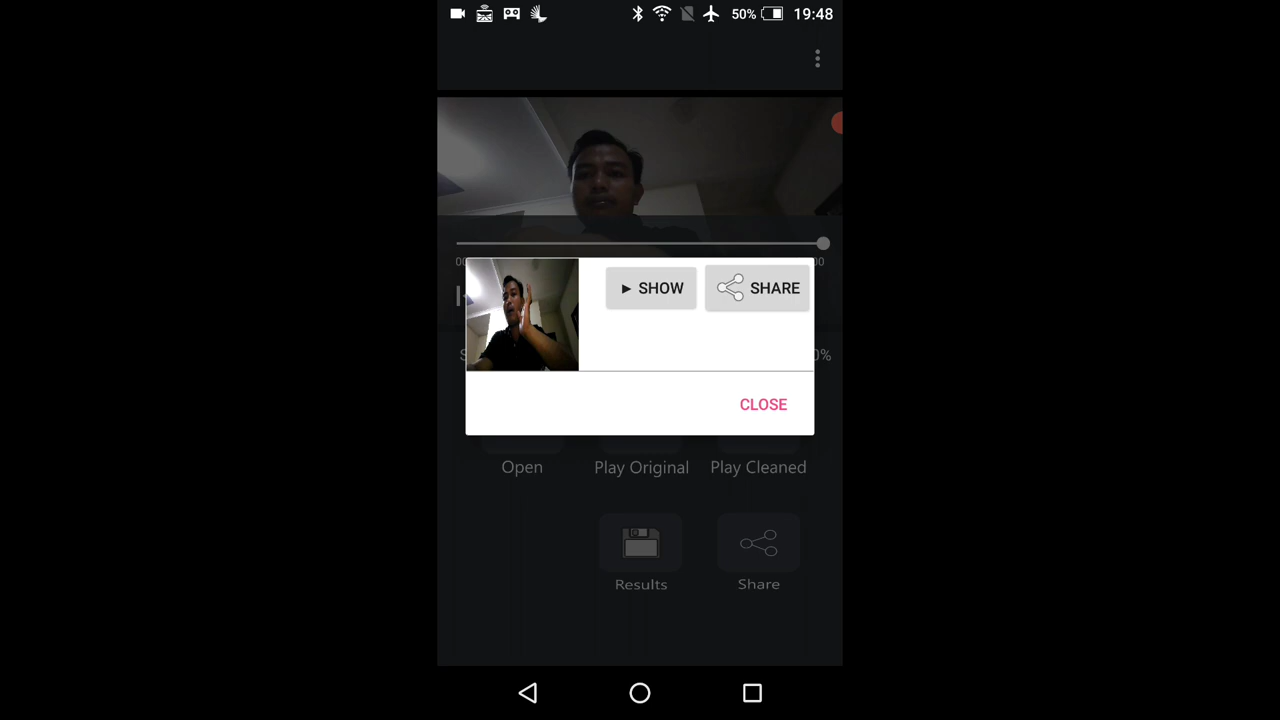 50% 19:48
▶ SHOW SHARE
CLOSE
Open Play Original Play Cleaned
Results Share